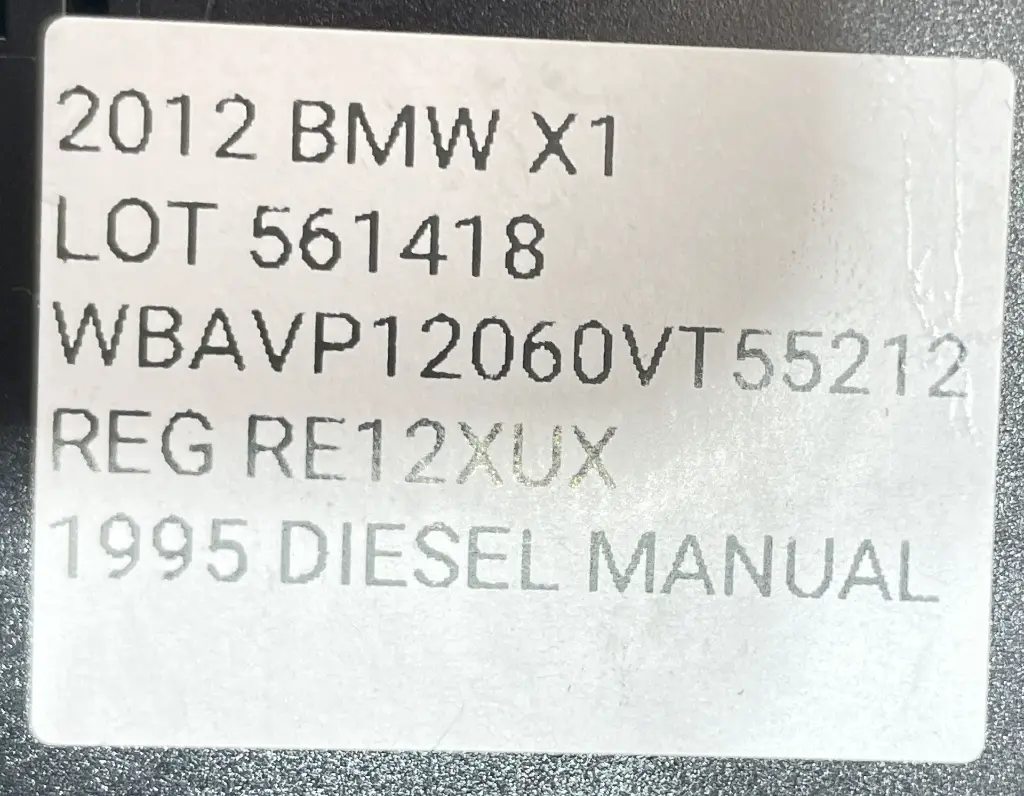 2012 BMW X1
LOT 561418
WBAVP12060VT55212
REG RE12XUX
1995 DIESEL MANUAL